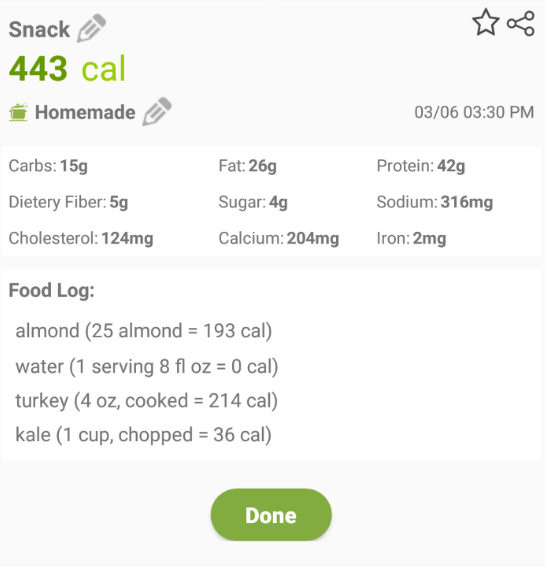 Snack
443 cal
Homemade 03/06 03:30 PM
Carbs: 15g Fat: 26g Protein: 42g
Dietery Fiber: 5g Sugar: 4g Sodium: 316mg
Cholesterol: 124mg Calcium: 204mg Iron: 2mg
Food Log:
almond (25 almond = 193 cal)
water (1 serving 8 fl oz = 0 cal)
turkey (4 oz, cooked = 214 cal)
kale (1 cup, chopped = 36 cal)
Done